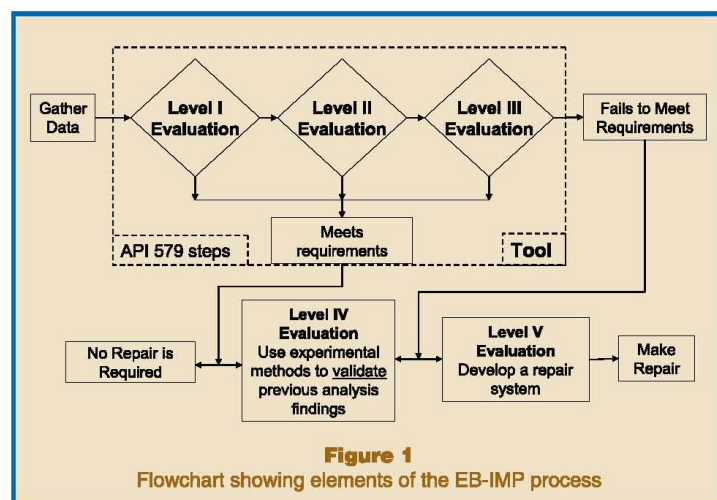 Gather
Data
Level I
Evaluation
Level II
Evaluation
Level III
Evaluation
Fails to Meet
Requirements
Meets
requirements
API 579 steps
Tool
No Repair is
Required
Level IV
Evaluation
Use experimental
methods to validate
previous analysis
findings
Level V
Evaluation
Develop a repair
system
Make
Repair
Figure 1
Flowchart showing elements of the EB-IMP process